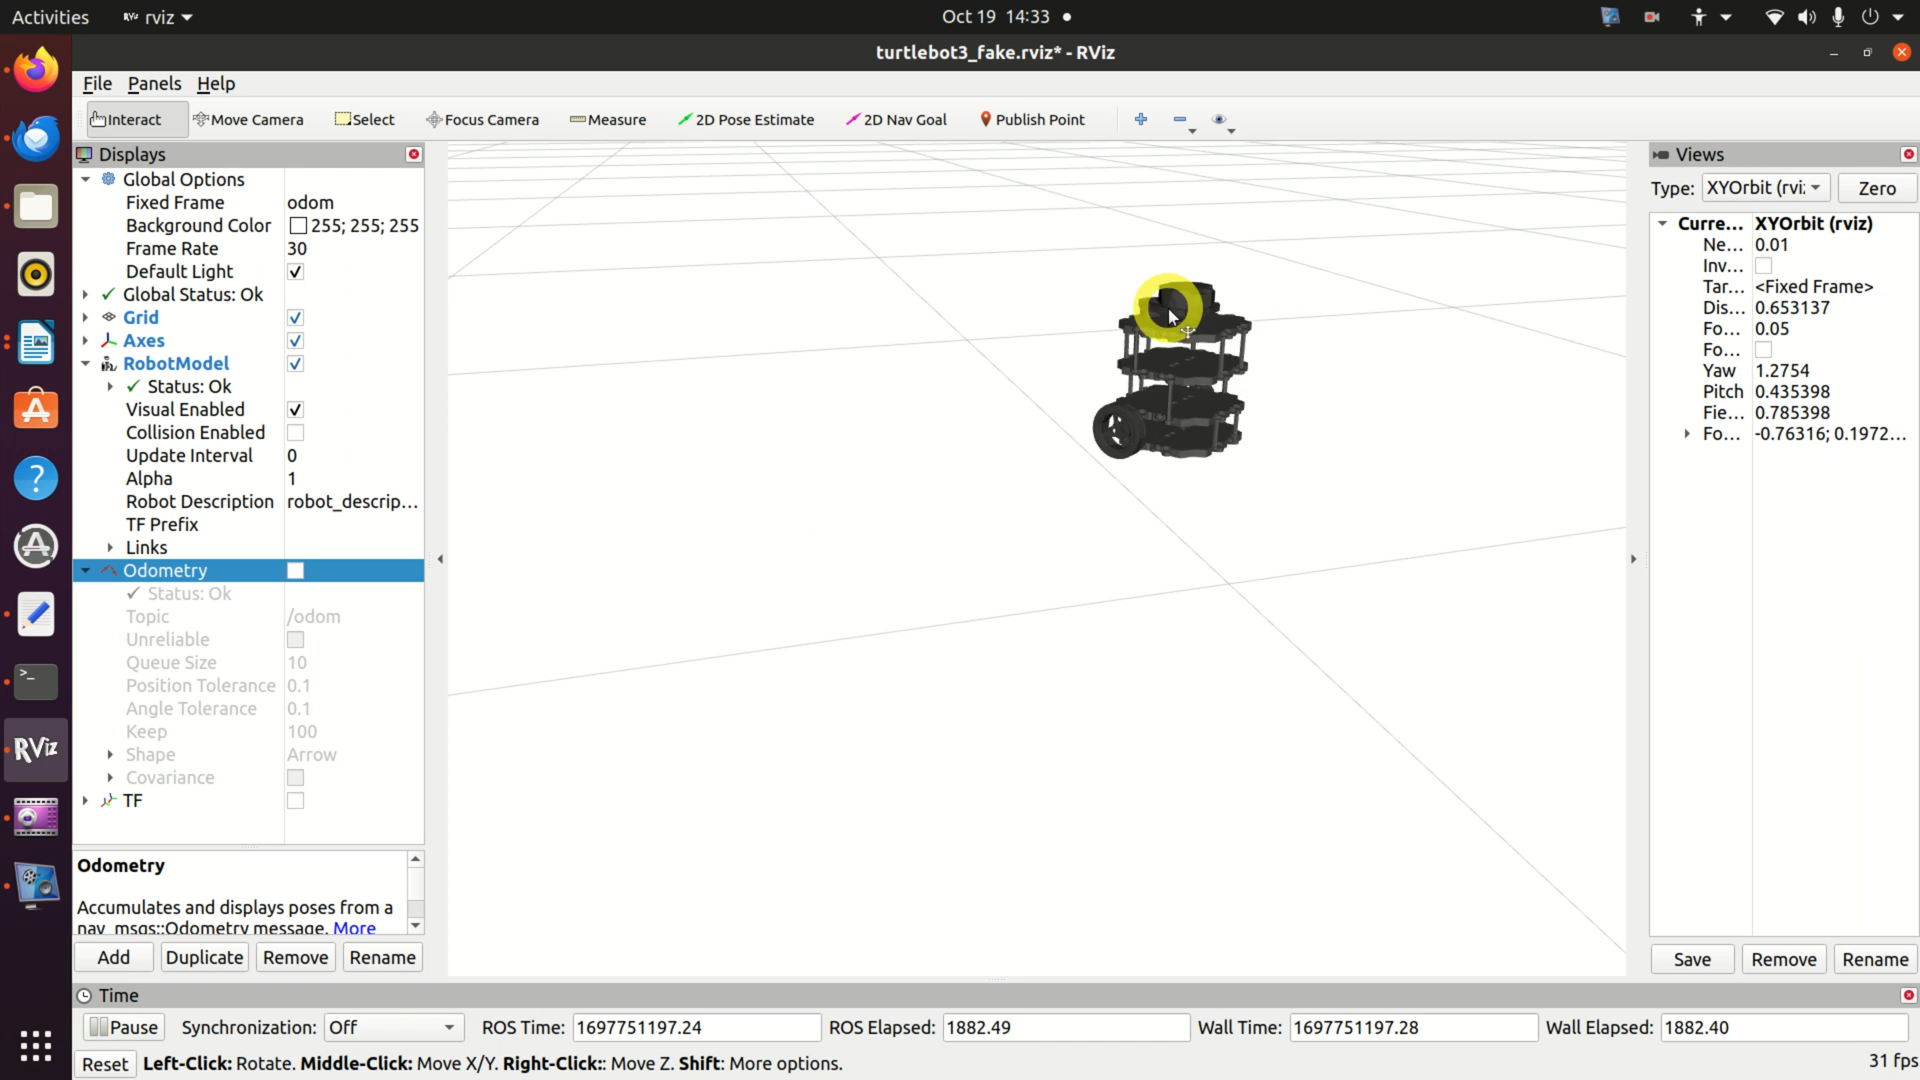 Activities
RViz rviz
Oct 19 14:33
turtlebot3_fake.rviz* - RViz
File Panels Help
Interact Move Camera Select Focus Camera Measure 2D Pose Estimate 2D Nav Goal Publish Point
Displays
Global Options
Fixed Frame odom
Background Color 255; 255; 255
Frame Rate 30
Default Light
Global Status: Ok
Grid
Axes
RobotModel
Status: Ok
Visual Enabled
Collision Enabled
Update Interval 0
Alpha 1
Robot Description robot_descrip...
TF Prefix
Links
Odometry
Status: Ok
Topic /odom
Unreliable
Queue Size 10
Position Tolerance 0.1
Angle Tolerance 0.1
Keep 100
Shape Arrow
Covariance
TF
Odometry
Accumulates and displays poses from a
nav_msgs::Odometry message. More
Add Duplicate Remove Rename
Views
Type: XYOrbit (rvi: Zero
Curre... XYOrbit (rviz)
Ne... 0.01
Inv...
Tar... <Fixed Frame>
Dis... 0.653137
Fo... 0.05
Fo...
Yaw 1.2754
Pitch 0.435398
Fie... 0.785398
Fo... -0.76316; 0.1972...
Save Remove Rename
RViz
Time
Pause Synchronization: Off ROS Time: 1697751197.24 ROS Elapsed: 1882.49 Wall Time: 1697751197.28 Wall Elapsed: 1882.40
Reset Left-Click: Rotate. Middle-Click: Move X/Y. Right-Click:: Move Z. Shift: More options. 31 fps